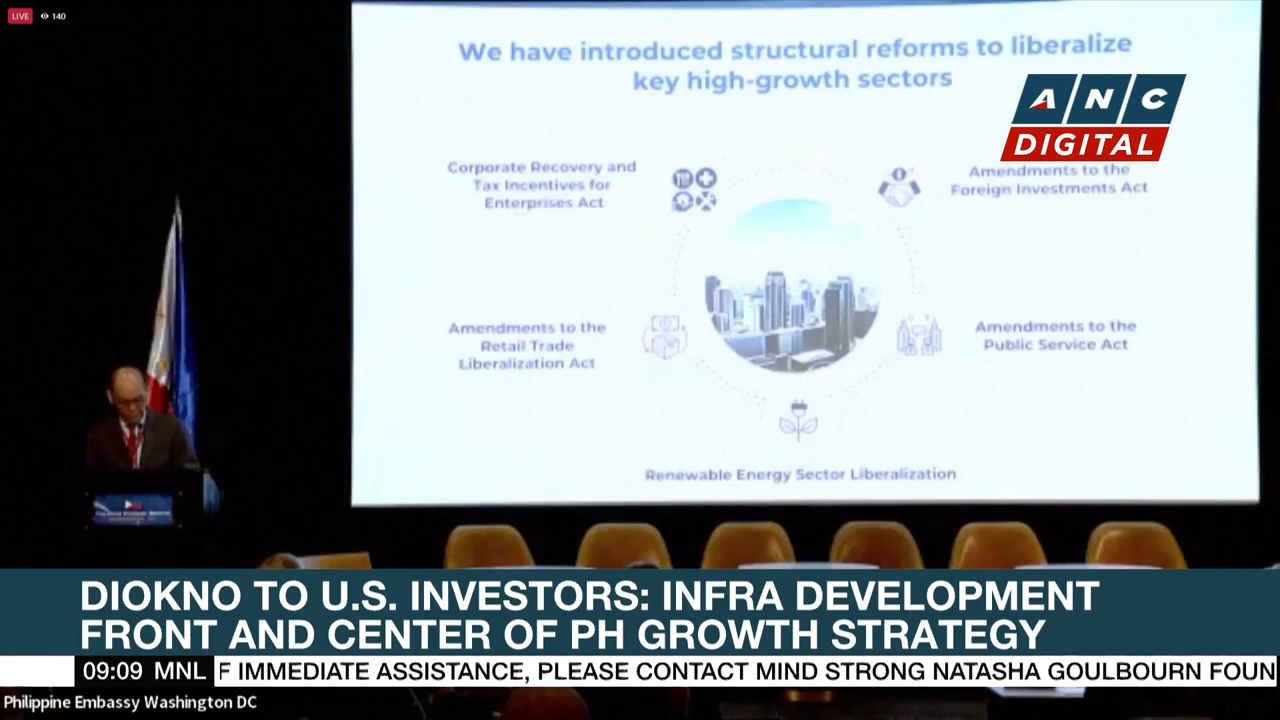 LIVE 140
We have introduced structural reforms to liberalize
key high-growth sectors
ANC
DIGITAL
Corporate Recovery and
Tax Incentives for
Enterprises Act
Amendments to the
Foreign Investments Act
Amendments to the
Retail Trade
Liberalization Act
Amendments to the
Public Service Act
Renewable Energy Sector Liberalization
DIOKNO TO U.S. INVESTORS: INFRA DEVELOPMENT
FRONT AND CENTER OF PH GROWTH STRATEGY
09:09 MNL F IMMEDIATE ASSISTANCE, PLEASE CONTACT MIND STRONG NATASHA GOULBOURN FOUN
Philippine Embassy Washington DC